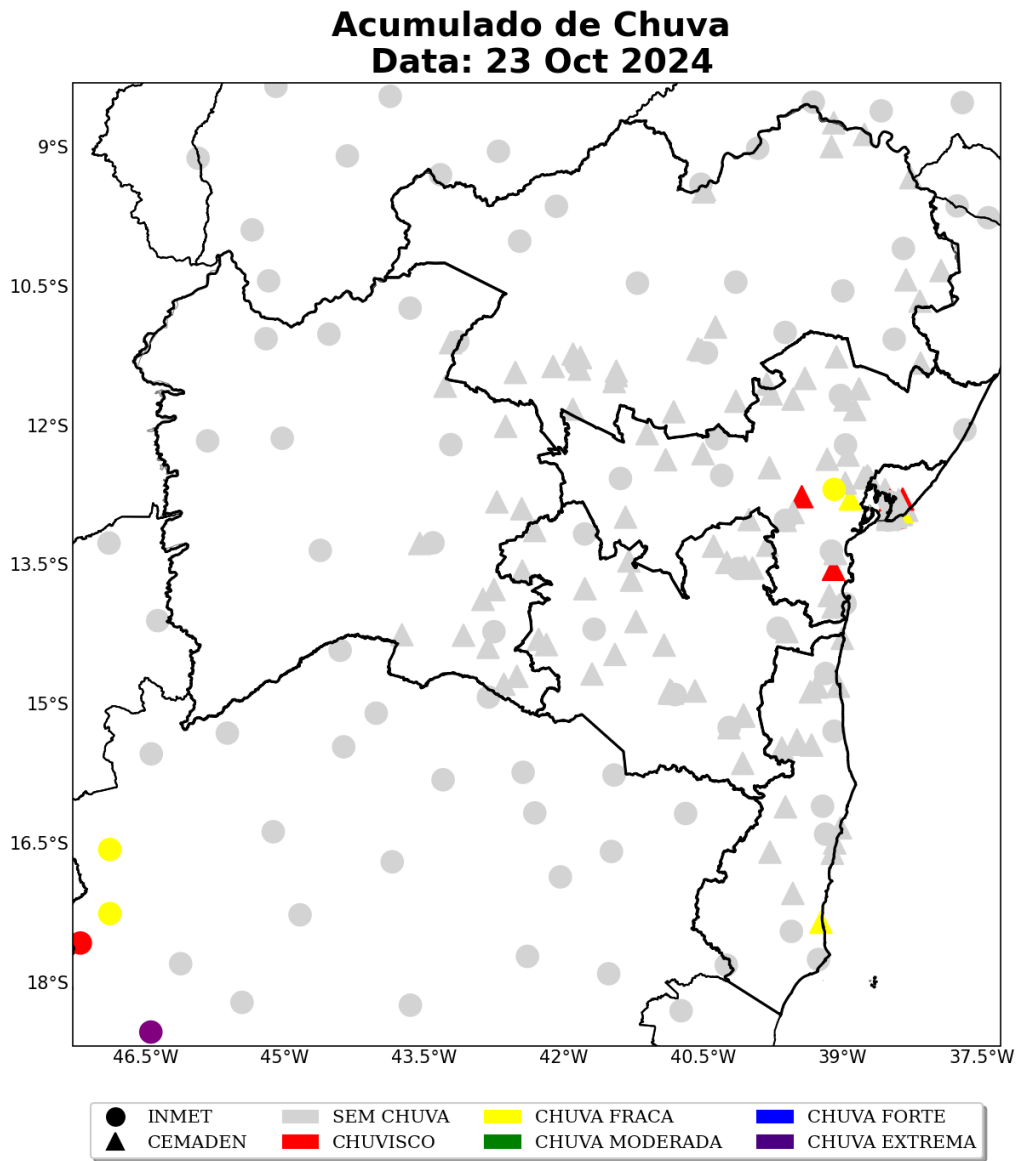 Acumulado de Chuva
Data: 23 Oct 2024
9°S
10.5°S
12°S
13.5°S
15°S
16.5°S
18°S
46.5°W 45°W 43.5°W 42°W 40.5°W 39°W 37.5°W
INMET SEM CHUVA CHUVA FRACA CHUVA FORTE
CEMADEN CHUVISCO CHUVA MODERADA CHUVA EXTREMA